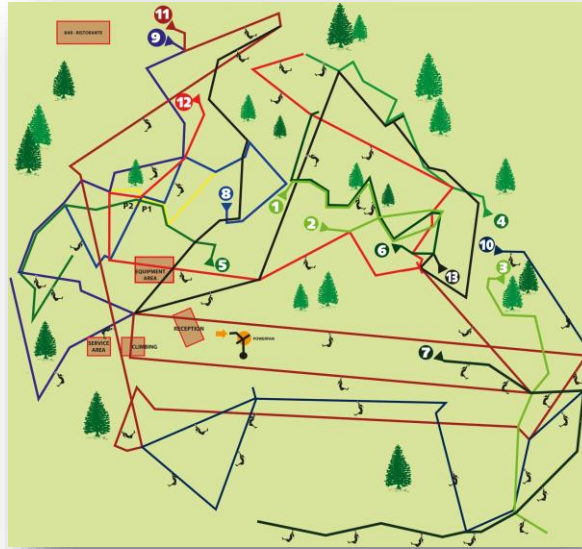 11
BAR - RISTORANTE
9
12
8
1
4
P2 P1
2
10
6
5
13
3
EQUIPMENT
AREA
RECEPTION
POWERFAN
SERVICE
AREA
CLIMBING
7